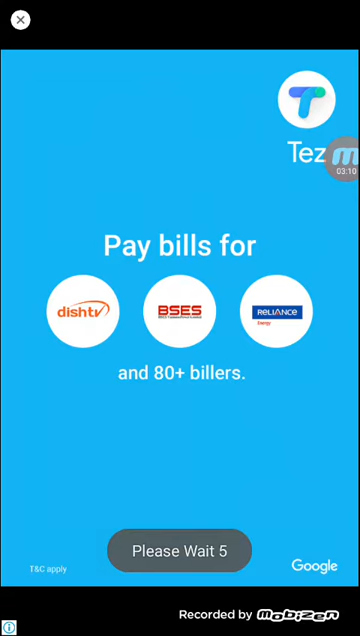 Tez
03:10
Pay bills for
dishtv
BSES
RELIANCE
Energy
and 80+ billers.
Please Wait 5
T&C apply
Google
Recorded by mobizen